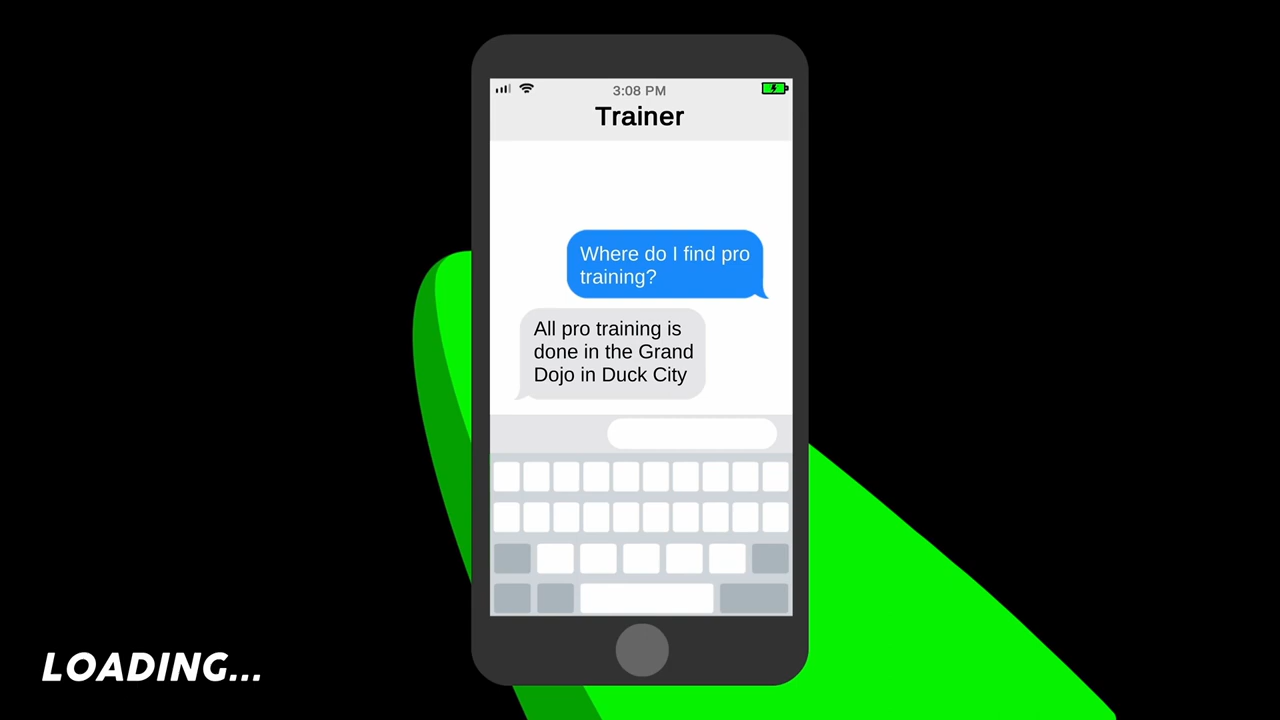 3:08 PM
Trainer
Where do I find pro
training?
All pro training is
done in the Grand
Dojo in Duck City
LOADING...